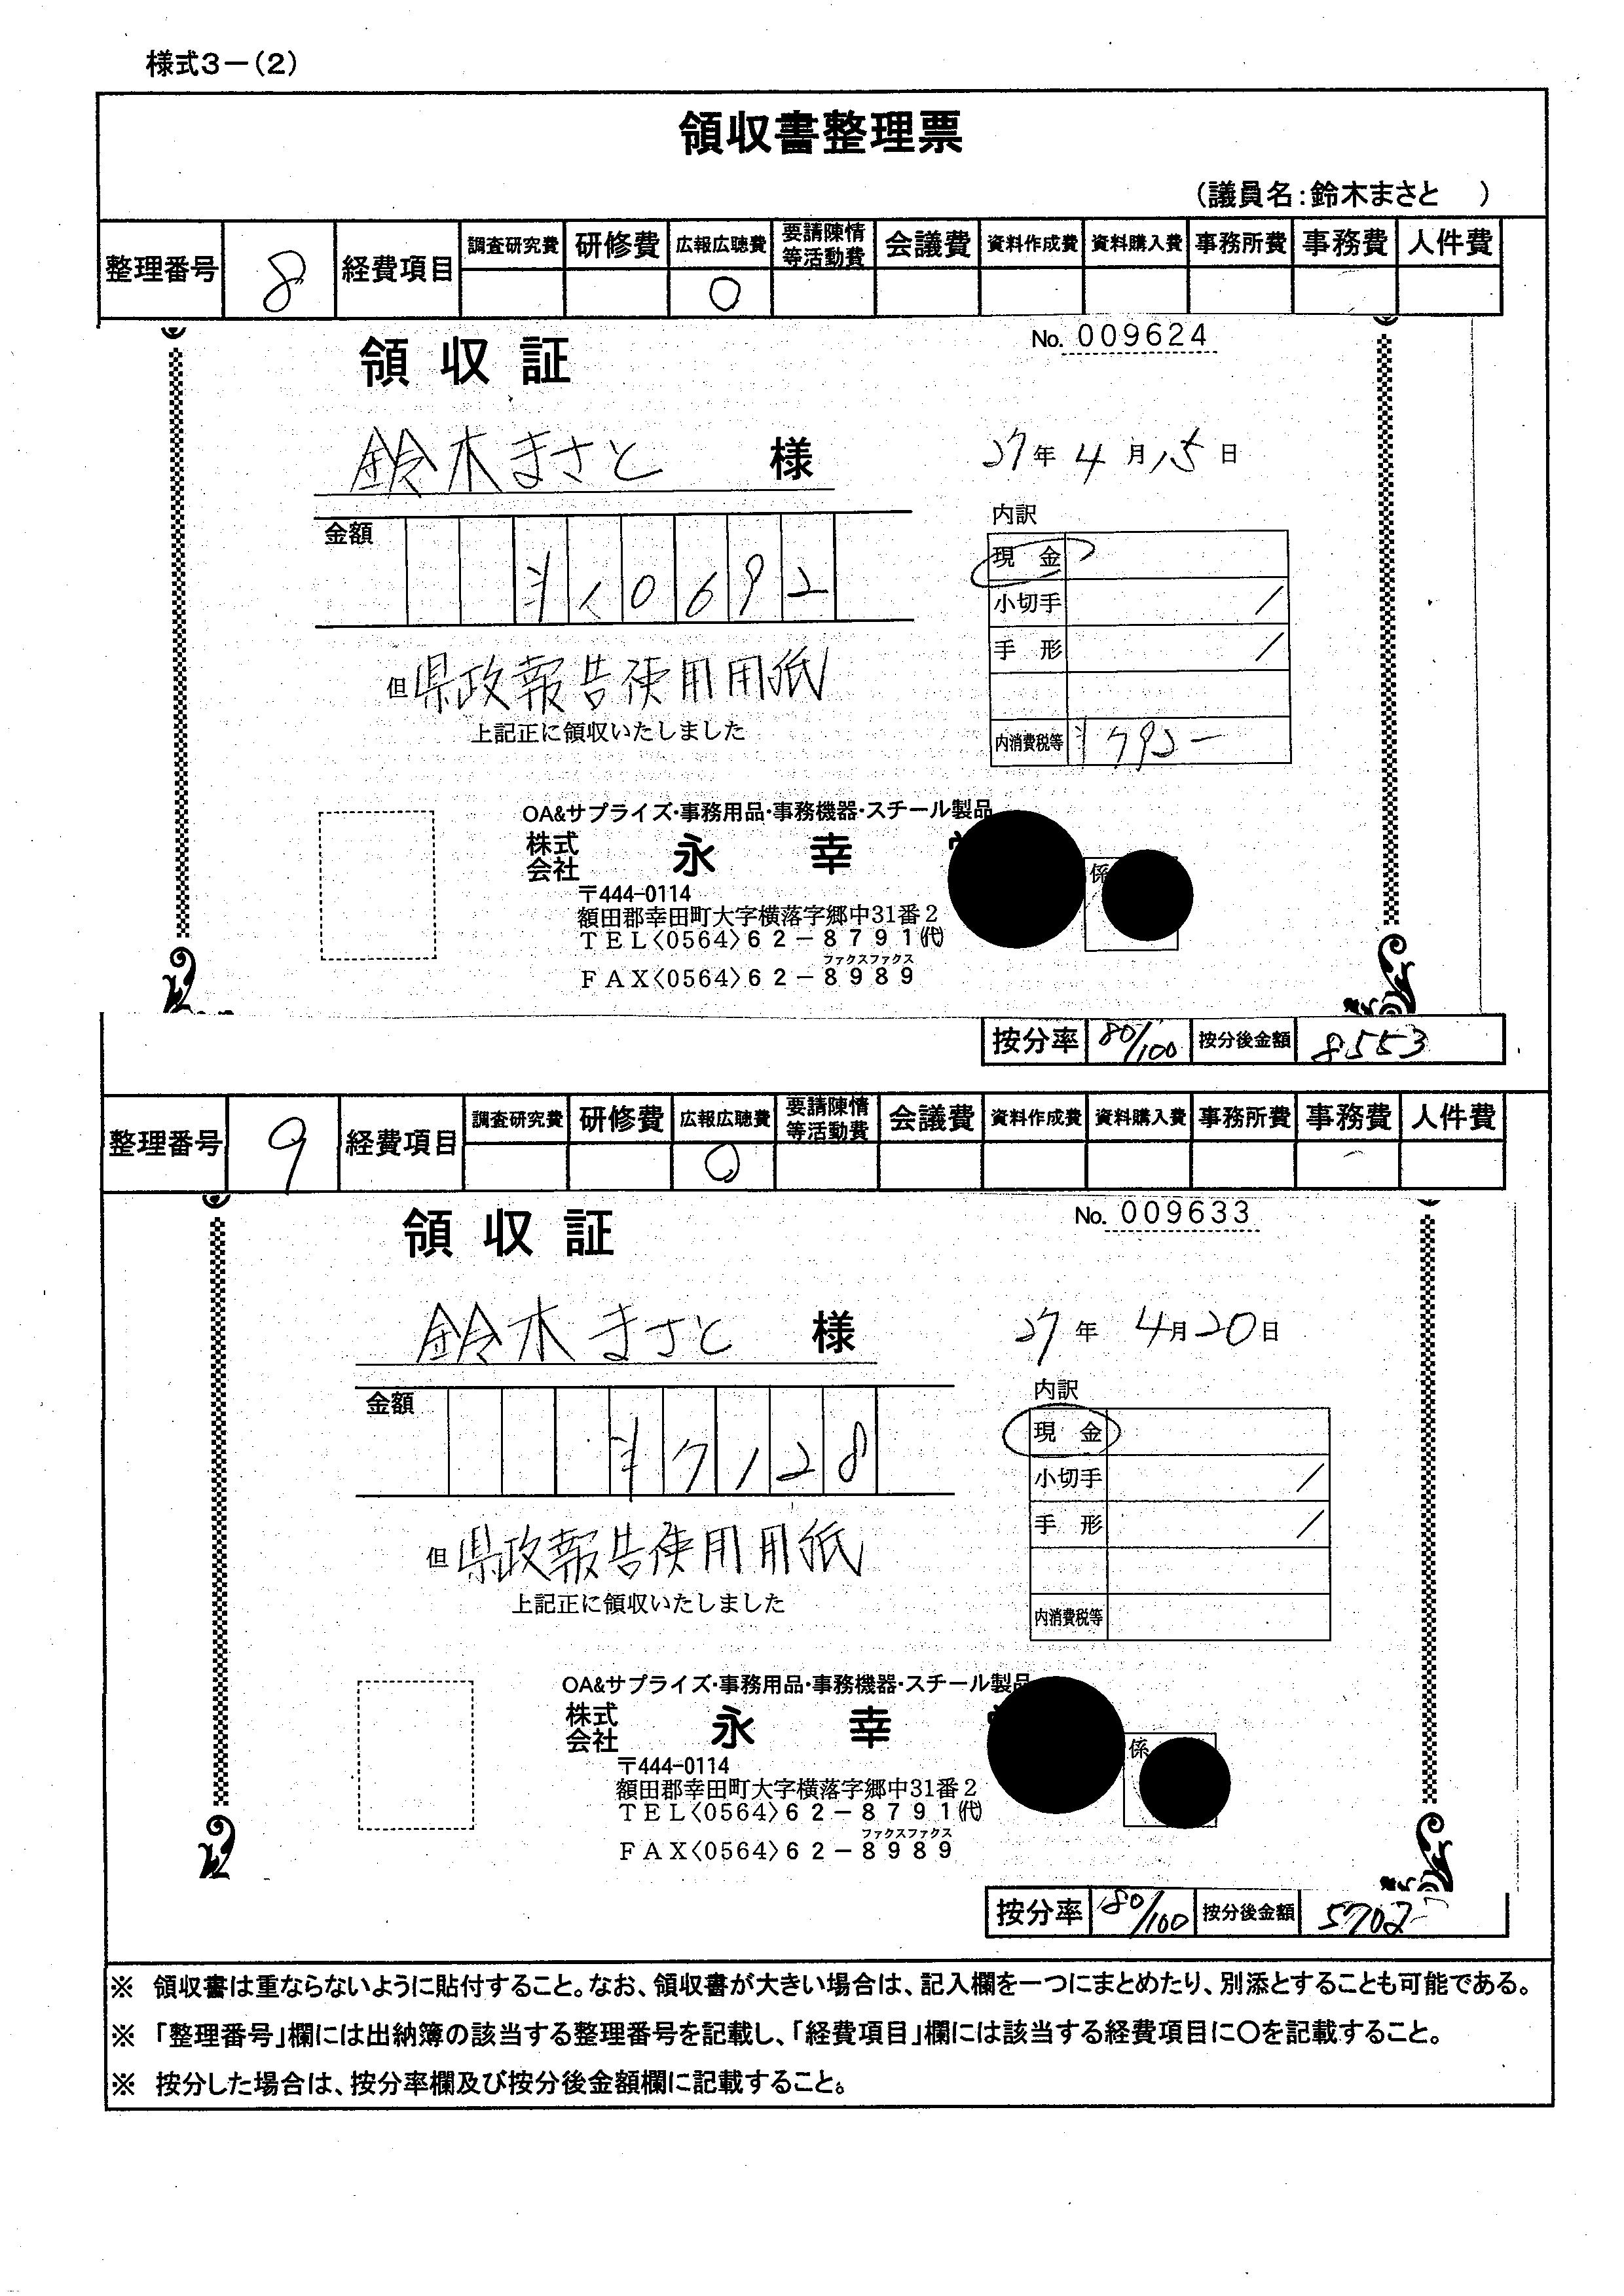 様式3-(2)
領収書整理票
(議員名:鈴木まさと )
整理番号 8 経費項目 調査研究費 研修費 広報広聴費 要請陳情等活動費 会議費 資料作成費 資料購入費 事務所費 事務費 人件費
○
領収証 No. 009624
鈴木まさと 様 27年4月15日
内訳
金額 ¥10692
現金
小切手 /
手形 /
但 県政報告使用用紙
上記正に領収いたしました
内消費税等 ¥792-
OA&サプライズ・事務用品・事務機器・スチール製品
株式会社 永幸
〒444-0114 係
額田郡幸田町大字横落字郷中31番2
TEL〈0564〉62-8791(代)
ファクスファクス
FAX〈0564〉62-8989
按分率 80/100 按分後金額 8553
整理番号 9 経費項目 調査研究費 研修費 広報広聴費 要請陳情等活動費 会議費 資料作成費 資料購入費 事務所費 事務費 人件費
○
領収証 No. 009633
鈴木まさと 様 27年4月20日
内訳
金額 ¥7128
現金
小切手 /
手形 /
但 県政報告使用用紙
上記正に領収いたしました
内消費税等
OA&サプライズ・事務用品・事務機器・スチール製品
株式会社 永幸
〒444-0114 係
額田郡幸田町大字横落字郷中31番2
TEL〈0564〉62-8791(代)
ファクスファクス
FAX〈0564〉62-8989
按分率 80/100 按分後金額 5702-
※ 領収書は重ならないように貼付すること。なお、領収書が大きい場合は、記入欄を一つにまとめたり、別添とすることも可能である。
※ 「整理番号」欄には出納簿の該当する整理番号を記載し、「経費項目」欄には該当する経費項目に○を記載すること。
※ 按分した場合は、按分率欄及び按分後金額欄に記載すること。